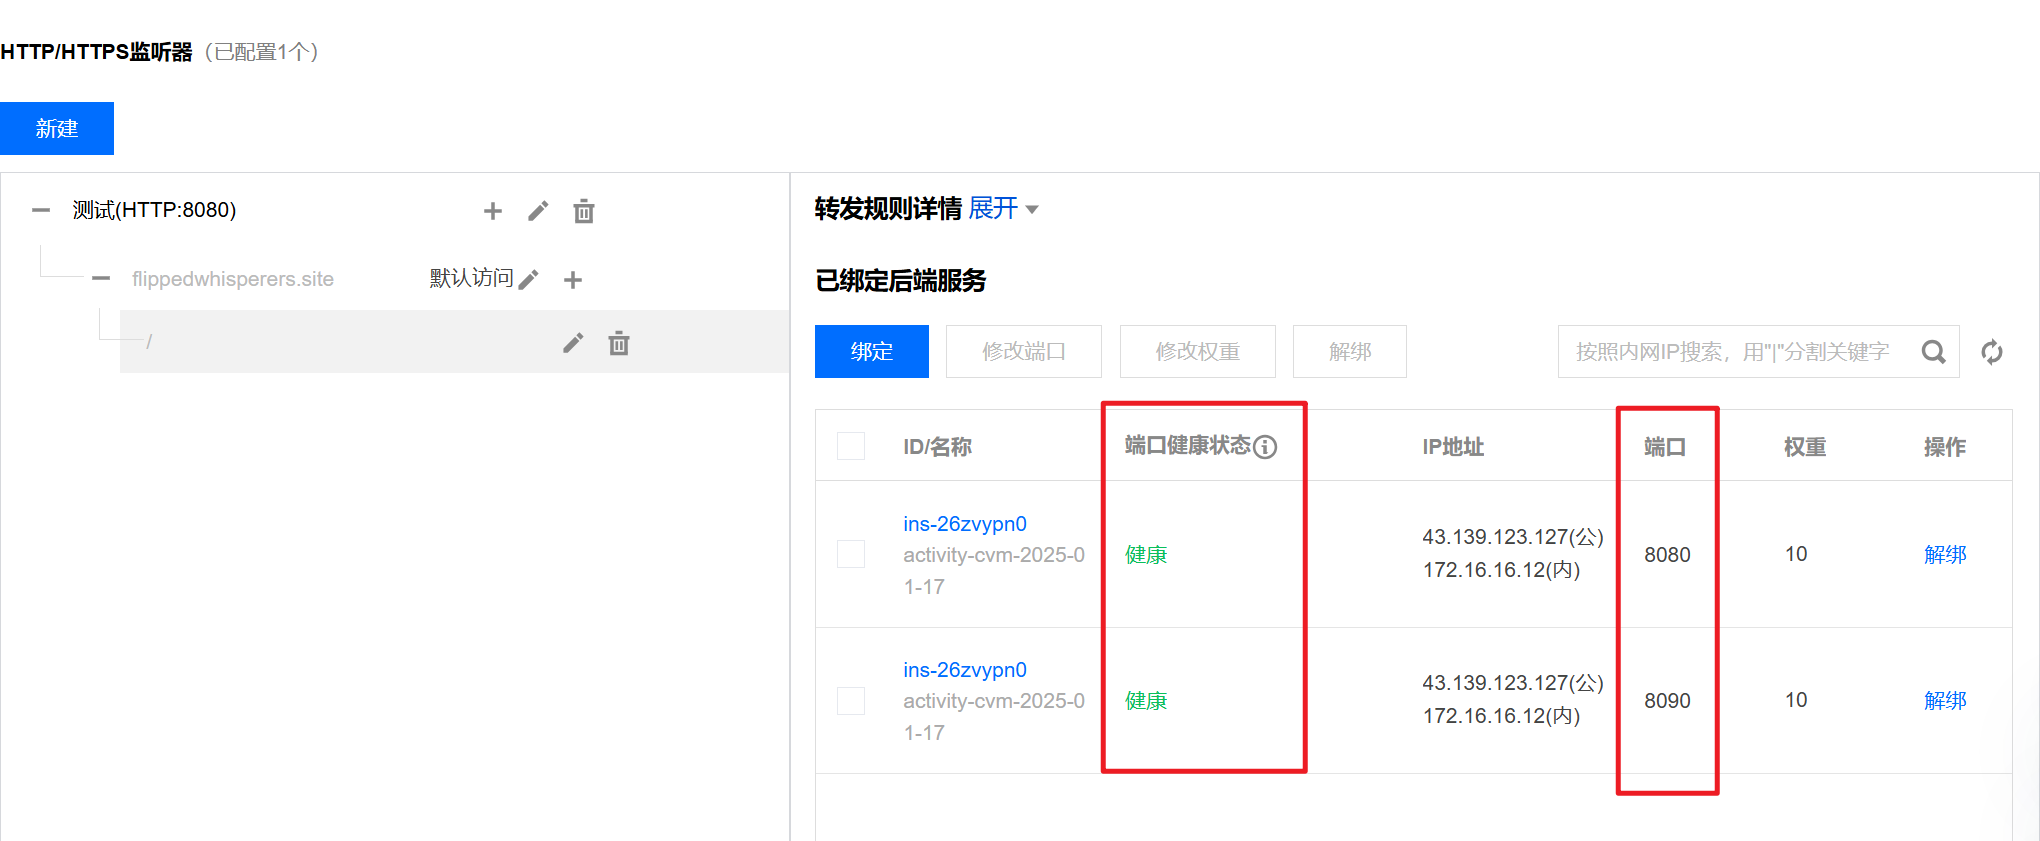 HTTP/HTTPS监听器（已配置1个）
新建
测试(HTTP:8080)
flippedwhisperers.site 默认访问
/
转发规则详情 展开
已绑定后端服务
绑定 修改端口 修改权重 解绑 按照内网IP搜索，用"|"分割关键字
ID/名称 端口健康状态 IP地址 端口 权重 操作
ins-26zvypn0
activity-cvm-2025-0
1-17
健康
43.139.123.127(公)
172.16.16.12(内)
8080
10
解绑
ins-26zvypn0
activity-cvm-2025-0
1-17
健康
43.139.123.127(公)
172.16.16.12(内)
8090
10
解绑